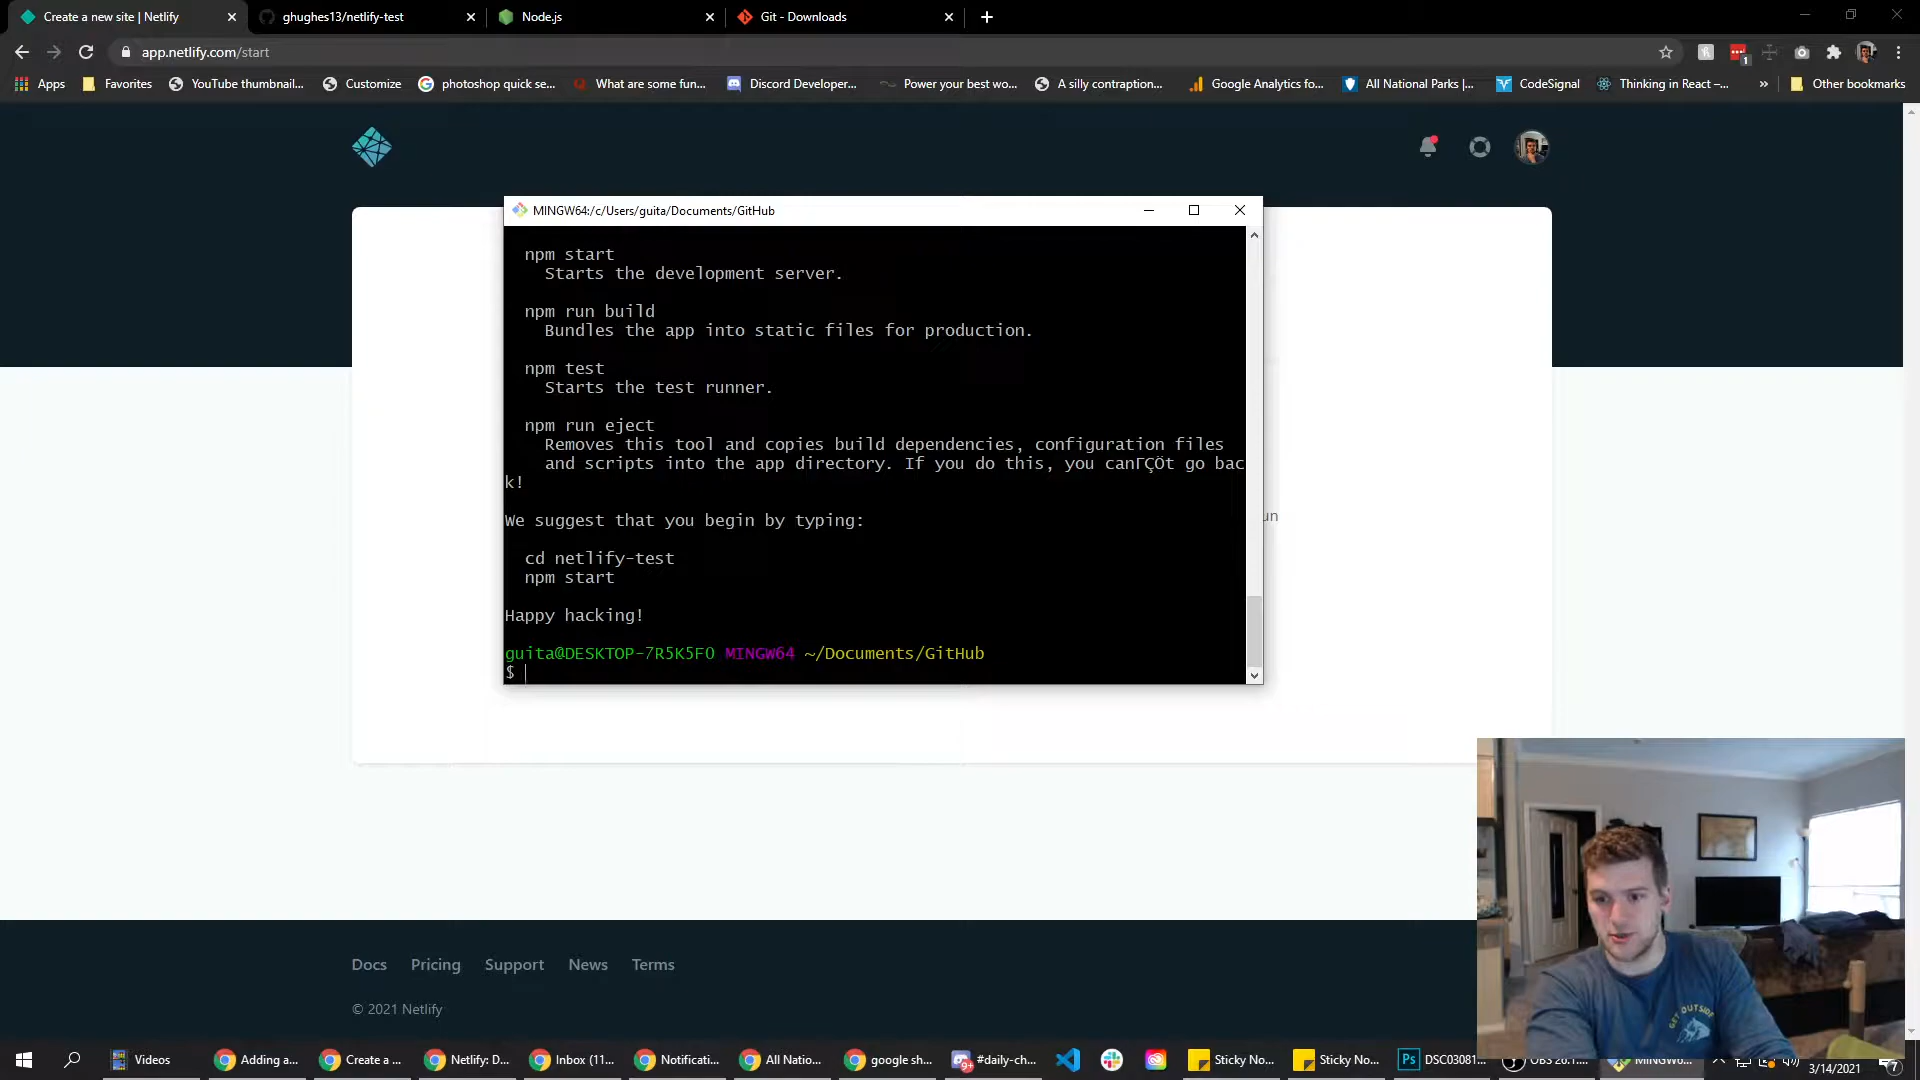 Create a new site | Netlify
ghughes13/netlify-test
Node.js
Git - Downloads
app.netlify.com/start
Apps
Favorites
YouTube thumbnail...
Customize
photoshop quick se...
What are some fun...
Discord Developer...
Power your best wo...
A silly contraption...
Google Analytics fo...
All National Parks |...
CodeSignal
Thinking in React –...
»
Other bookmarks
MINGW64:/c/Users/guita/Documents/GitHub
npm start
Starts the development server.
npm run build
Bundles the app into static files for production.
npm test
Starts the test runner.
npm run eject
Removes this tool and copies build dependencies, configuration files
and scripts into the app directory. If you do this, you canΓÇÖt go bac
k!
We suggest that you begin by typing:
cd netlify-test
npm start
Happy hacking!
guita@DESKTOP-7R5K5FO MINGW64 ~/Documents/GitHub
$
un
GET OUTSIDE
Docs
Pricing
Support
News
Terms
© 2021 Netlify
Videos
Adding a...
Create a ...
Netlify: D...
Inbox (11...
Notificati...
All Natio...
google sh...
#daily-ch...
Sticky No...
Sticky No...
Ps
DSC03081...
3/14/2021
7